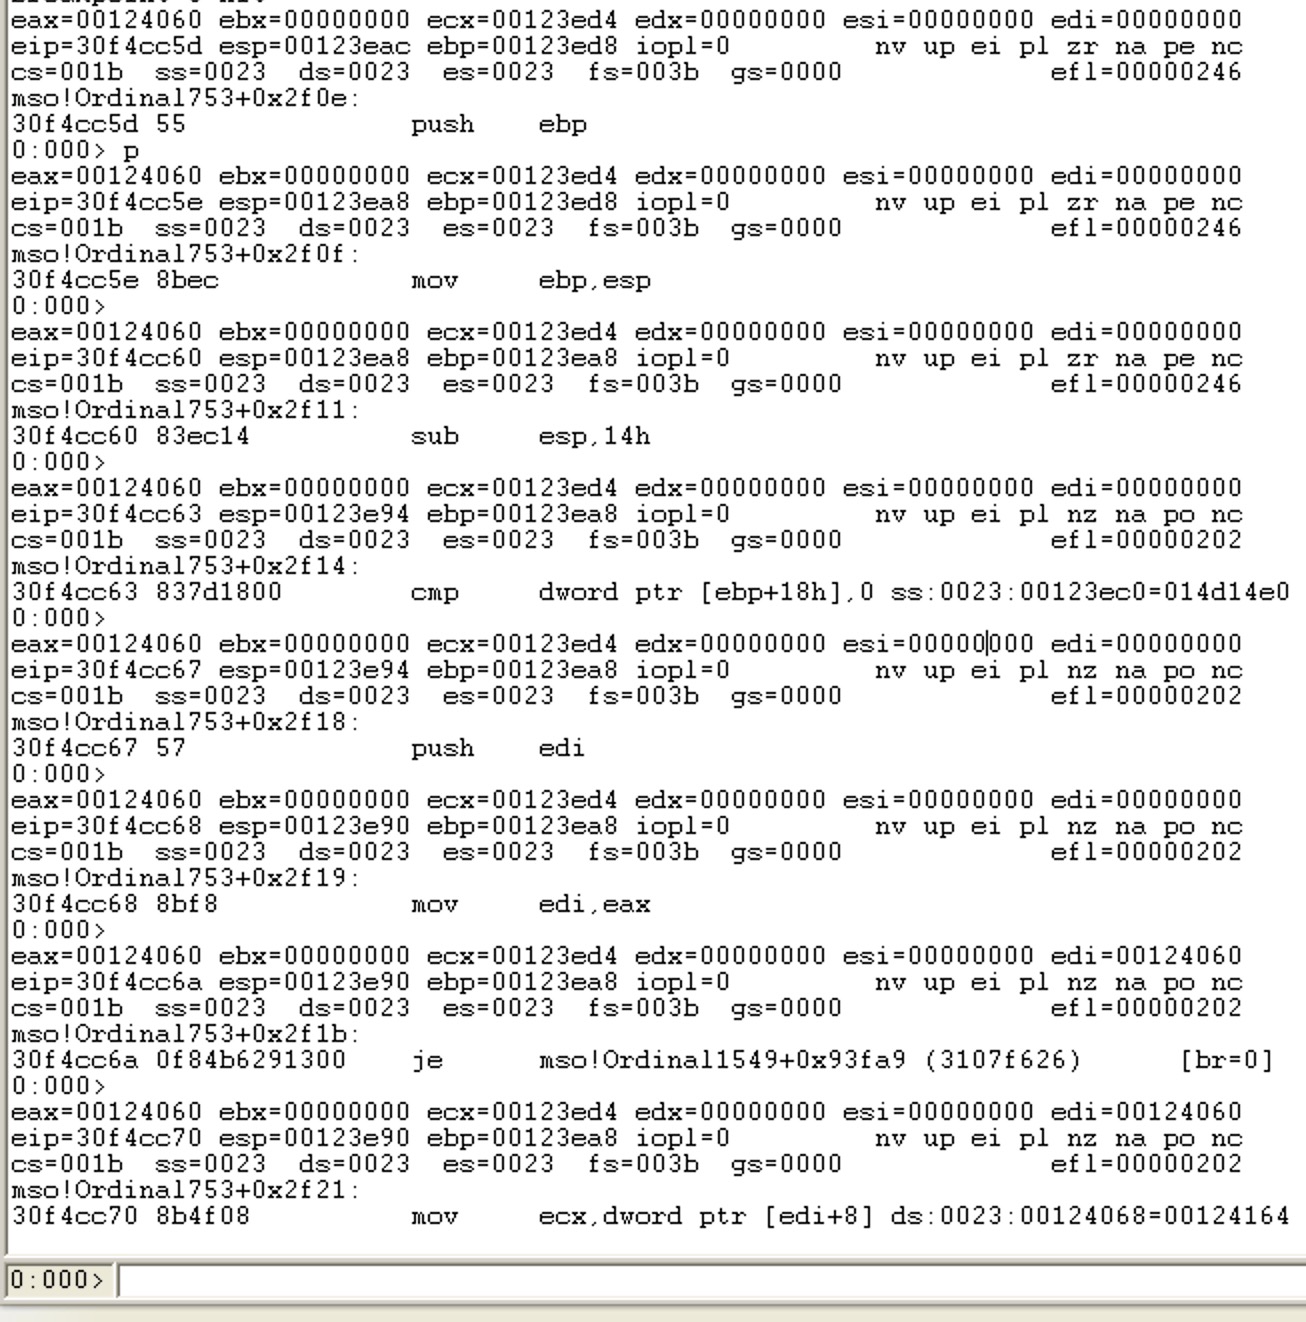 eax=00124060 ebx=00000000 ecx=00123ed4 edx=00000000 esi=00000000 edi=00000000
eip=30f4cc5d esp=00123eac ebp=00123ed8 iopl=0         nv up ei pl zr na pe nc
cs=001b  ss=0023  ds=0023  es=0023  fs=003b  gs=0000             efl=00000246
mso!Ordinal753+0x2f0e:
30f4cc5d 55              push    ebp
0:000> p
eax=00124060 ebx=00000000 ecx=00123ed4 edx=00000000 esi=00000000 edi=00000000
eip=30f4cc5e esp=00123ea8 ebp=00123ed8 iopl=0         nv up ei pl zr na pe nc
cs=001b  ss=0023  ds=0023  es=0023  fs=003b  gs=0000             efl=00000246
mso!Ordinal753+0x2f0f:
30f4cc5e 8bec            mov     ebp,esp
0:000>
eax=00124060 ebx=00000000 ecx=00123ed4 edx=00000000 esi=00000000 edi=00000000
eip=30f4cc60 esp=00123ea8 ebp=00123ea8 iopl=0         nv up ei pl zr na pe nc
cs=001b  ss=0023  ds=0023  es=0023  fs=003b  gs=0000             efl=00000246
mso!Ordinal753+0x2f11:
30f4cc60 83ec14          sub     esp,14h
0:000>
eax=00124060 ebx=00000000 ecx=00123ed4 edx=00000000 esi=00000000 edi=00000000
eip=30f4cc63 esp=00123e94 ebp=00123ea8 iopl=0         nv up ei pl nz na po nc
cs=001b  ss=0023  ds=0023  es=0023  fs=003b  gs=0000             efl=00000202
mso!Ordinal753+0x2f14:
30f4cc63 837d1800        cmp     dword ptr [ebp+18h],0 ss:0023:00123ec0=014d14e0
0:000>
eax=00124060 ebx=00000000 ecx=00123ed4 edx=00000000 esi=00000000 edi=00000000
eip=30f4cc67 esp=00123e94 ebp=00123ea8 iopl=0         nv up ei pl nz na po nc
cs=001b  ss=0023  ds=0023  es=0023  fs=003b  gs=0000             efl=00000202
mso!Ordinal753+0x2f18:
30f4cc67 57              push    edi
0:000>
eax=00124060 ebx=00000000 ecx=00123ed4 edx=00000000 esi=00000000 edi=00000000
eip=30f4cc68 esp=00123e90 ebp=00123ea8 iopl=0         nv up ei pl nz na po nc
cs=001b  ss=0023  ds=0023  es=0023  fs=003b  gs=0000             efl=00000202
mso!Ordinal753+0x2f19:
30f4cc68 8bf8            mov     edi,eax
0:000>
eax=00124060 ebx=00000000 ecx=00123ed4 edx=00000000 esi=00000000 edi=00124060
eip=30f4cc6a esp=00123e90 ebp=00123ea8 iopl=0         nv up ei pl nz na po nc
cs=001b  ss=0023  ds=0023  es=0023  fs=003b  gs=0000             efl=00000202
mso!Ordinal753+0x2f1b:
30f4cc6a 0f84b6291300    je      mso!Ordinal1549+0x93fa9 (3107f626)      [br=0]
0:000>
eax=00124060 ebx=00000000 ecx=00123ed4 edx=00000000 esi=00000000 edi=00124060
eip=30f4cc70 esp=00123e90 ebp=00123ea8 iopl=0         nv up ei pl nz na po nc
cs=001b  ss=0023  ds=0023  es=0023  fs=003b  gs=0000             efl=00000202
mso!Ordinal753+0x2f21:
30f4cc70 8b4f08          mov     ecx,dword ptr [edi+8] ds:0023:00124068=00124164
0:000>